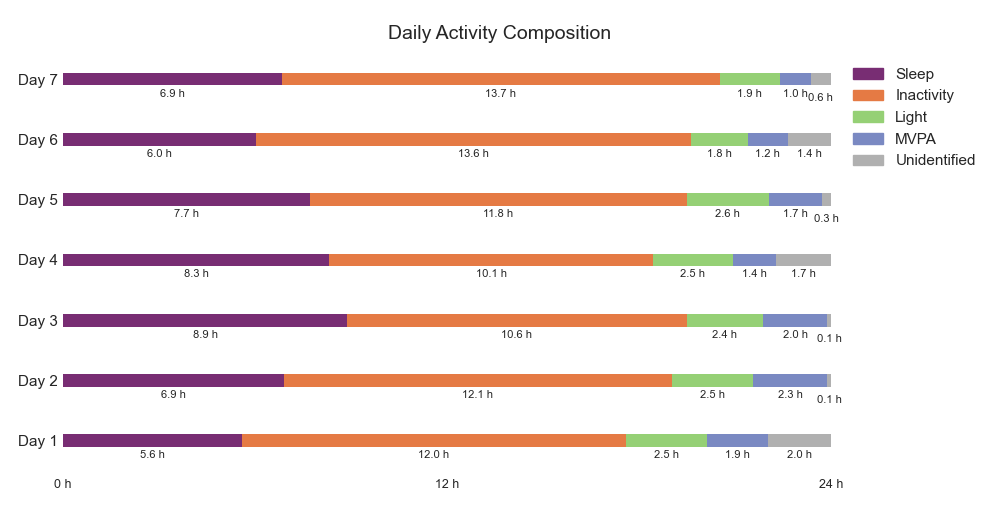 Daily Activity Composition
Day 7
6.9 h 13.7 h 1.9 h 1.0 h 0.6 h
Day 6
6.0 h 13.6 h 1.8 h 1.2 h 1.4 h
Day 5
7.7 h 11.8 h 2.6 h 1.7 h 0.3 h
Day 4
8.3 h 10.1 h 2.5 h 1.4 h 1.7 h
Day 3
8.9 h 10.6 h 2.4 h 2.0 h 0.1 h
Day 2
6.9 h 12.1 h 2.5 h 2.3 h 0.1 h
Day 1
5.6 h 12.0 h 2.5 h 1.9 h 2.0 h
0 h 12 h 24 h
Sleep
Inactivity
Light
MVPA
Unidentified